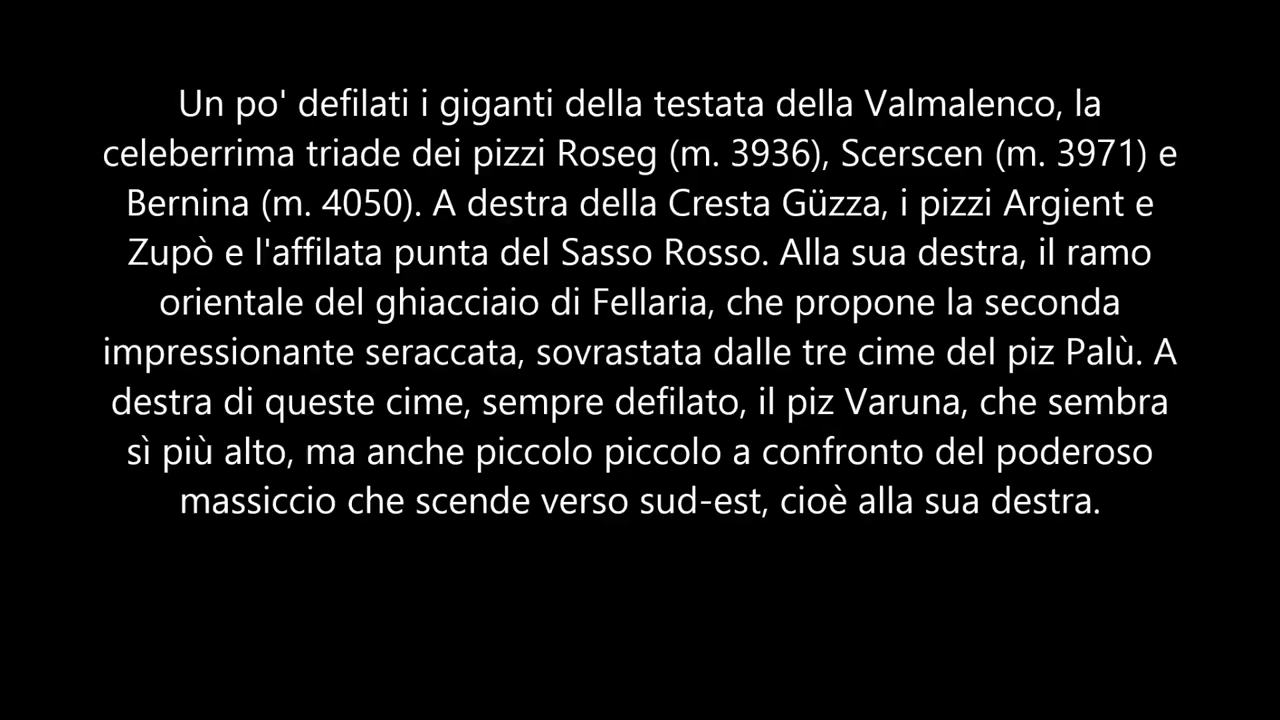 Un po' defilati i giganti della testata della Valmalenco, la
celeberrima triade dei pizzi Roseg (m. 3936), Scerscen (m. 3971) e
Bernina (m. 4050). A destra della Cresta Güzza, i pizzi Argient e
Zupò e l'affilata punta del Sasso Rosso. Alla sua destra, il ramo
orientale del ghiacciaio di Fellaria, che propone la seconda
impressionante seraccata, sovrastata dalle tre cime del piz Palù. A
destra di queste cime, sempre defilato, il piz Varuna, che sembra
sì più alto, ma anche piccolo piccolo a confronto del poderoso
massiccio che scende verso sud-est, cioè alla sua destra.